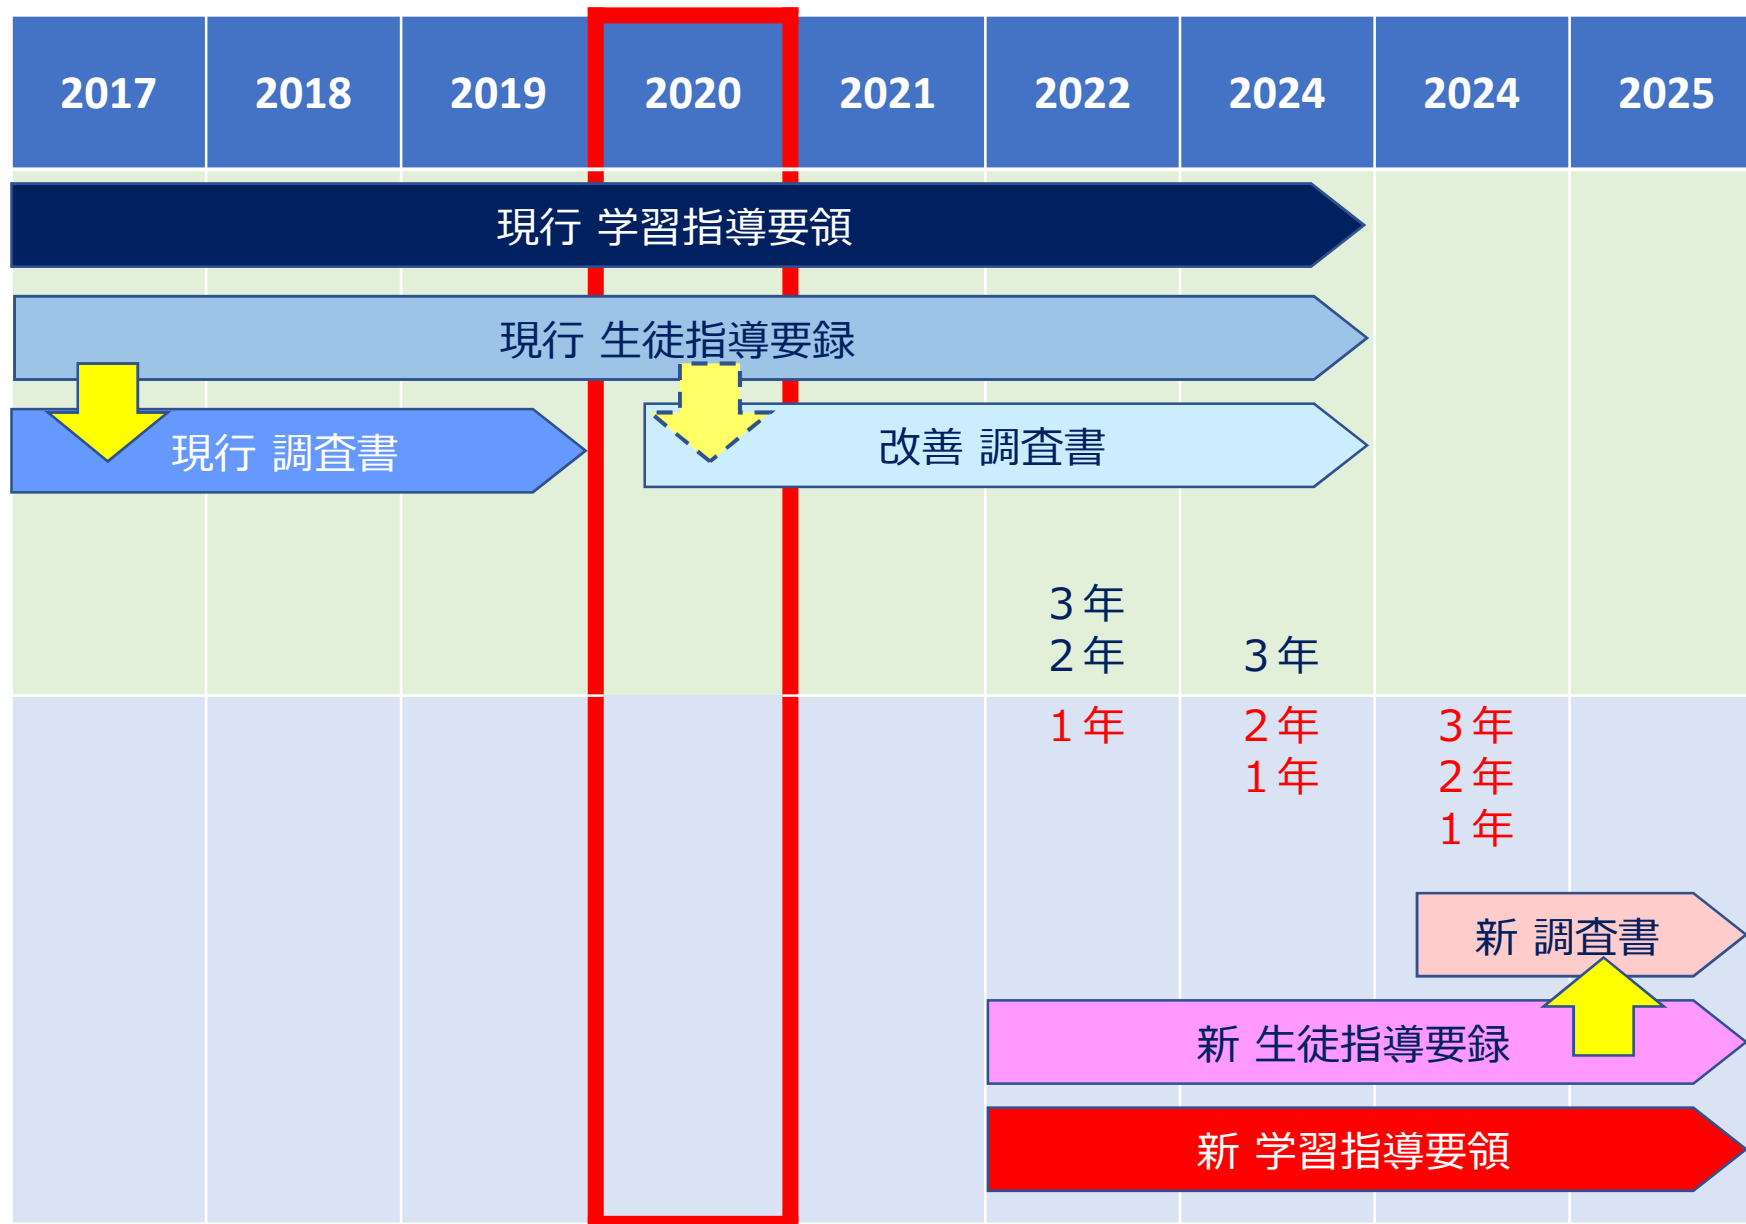 2017 2018 2019 2020 2021 2022 2024 2024 2025
現行 学習指導要領
現行 生徒指導要録
現行 調査書
改善 調査書
３年
２年 ３年
１年 ２年 ３年
１年 ２年
１年
新 調査書
新 生徒指導要録
新 学習指導要領